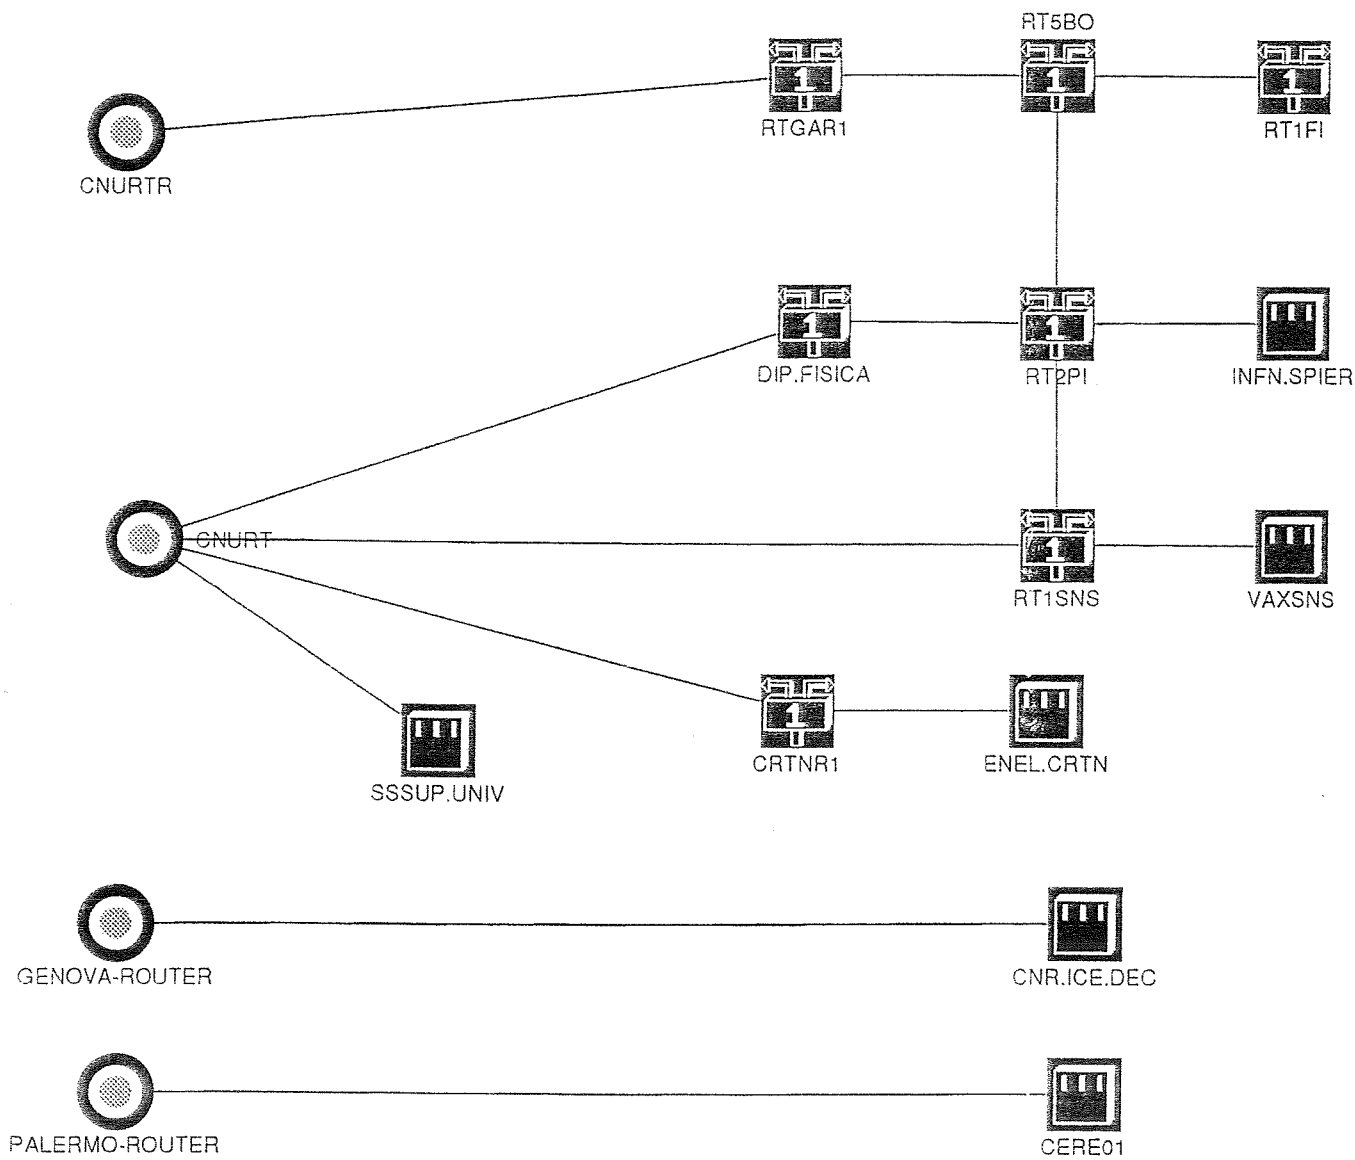 RT5BO
RTGAR1
RT1FI
CNURTR
DIP.FISICA
RT2PI
INFN.SPIER
CNURT
RT1SNS
VAXSNS
CRTNR1
ENEL.CRTN
SSSUP.UNIV
GENOVA-ROUTER
CNR.ICE.DEC
PALERMO-ROUTER
CERE01